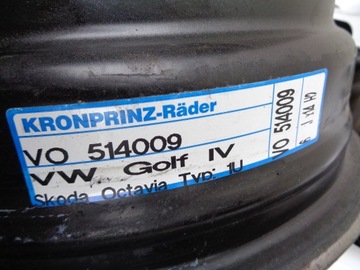 KRONPRINZ-Räder
VO 514009
VW Golf IV
Skoda Octavia Typ: 1U
VO 514009